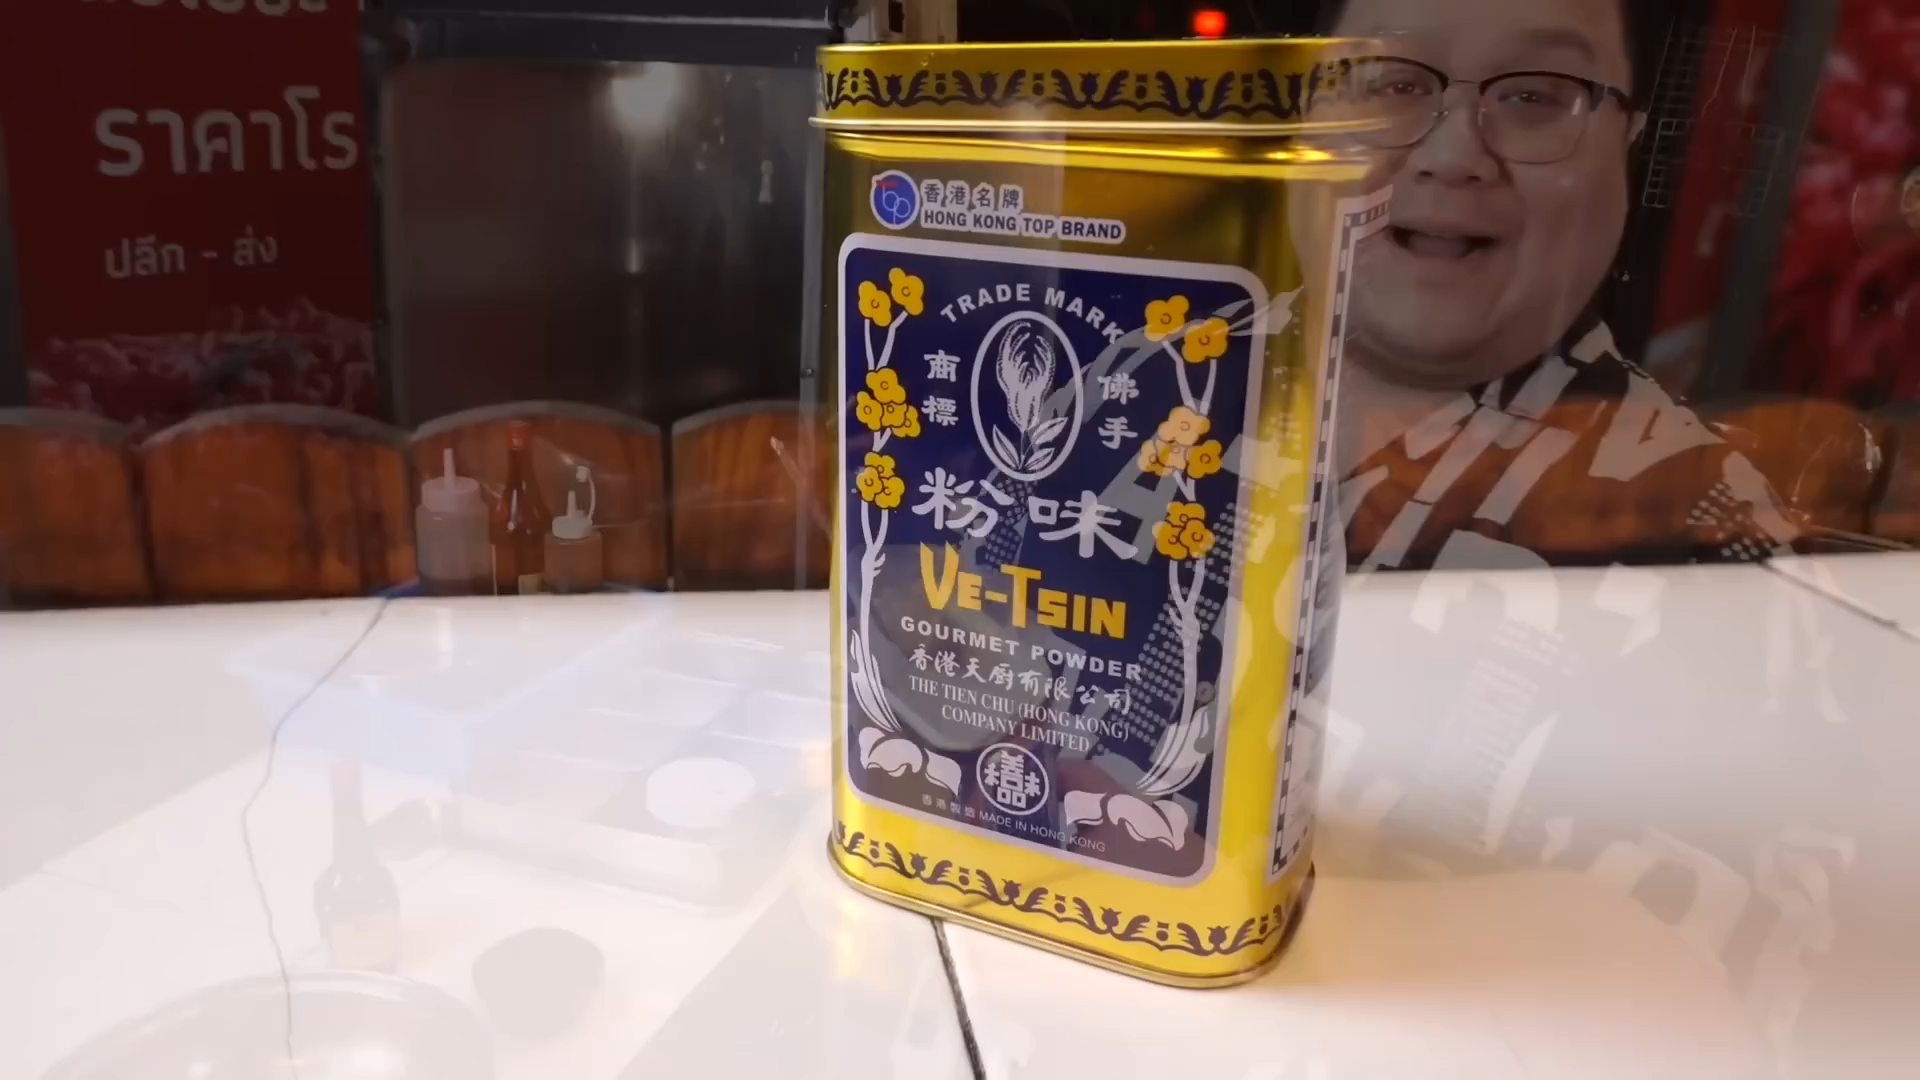 ราคาโร
ปลีก - ส่ง
香港名牌
HONG KONG TOP BRAND
TRADE MARK
商標
佛手
粉味
VE-TSIN
GOURMET POWDER
香港天厨有限公司
THE TIEN CHU (HONG KONG)
COMPANY LIMITED
香港製造 MADE IN HONG KONG